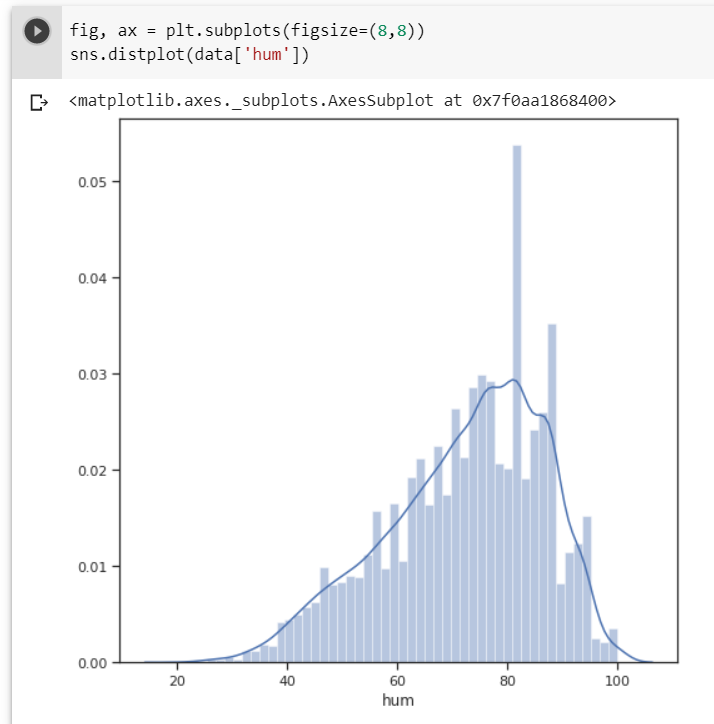 fig, ax = plt.subplots(figsize=(8,8))
sns.distplot(data['hum'])
<matplotlib.axes._subplots.AxesSubplot at 0x7f0aa1868400>
0.05
0.04
0.03
0.02
0.01
0.00
20 40 60 80 100
hum